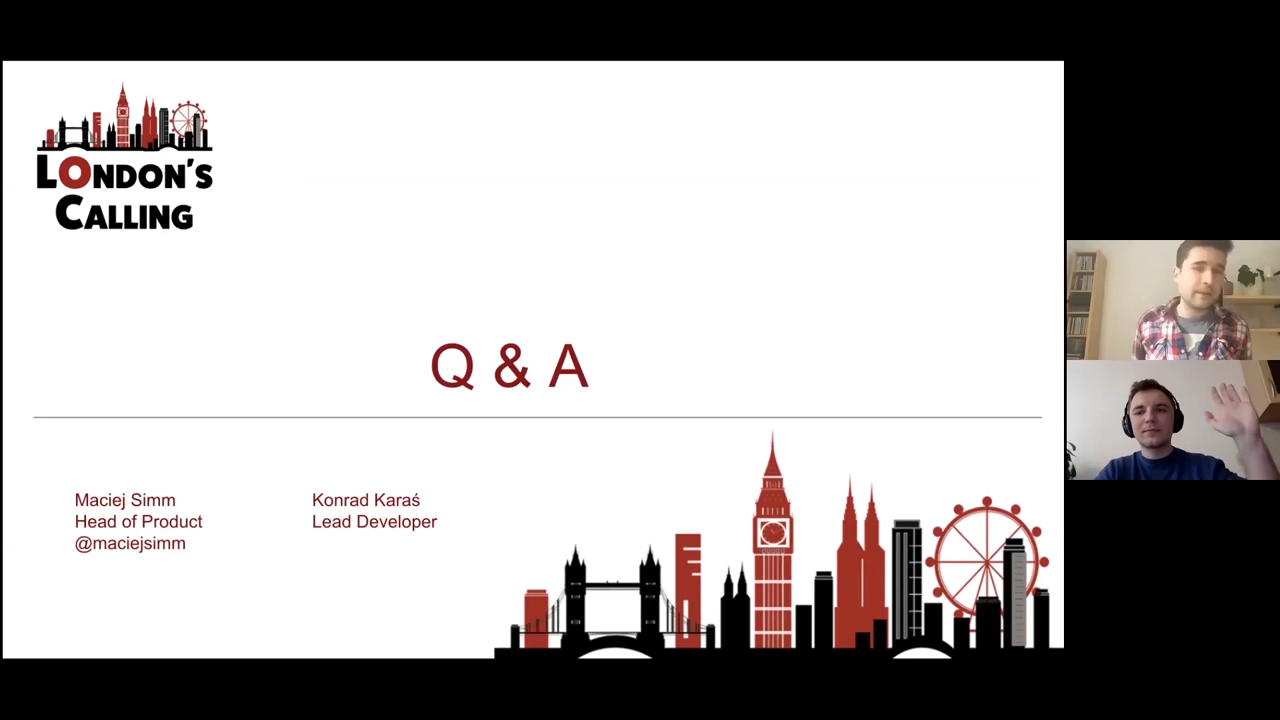 LONDON'S
CALLING
Q & A
Maciej Simm
Head of Product
@maciejsimm
Konrad Karaś
Lead Developer